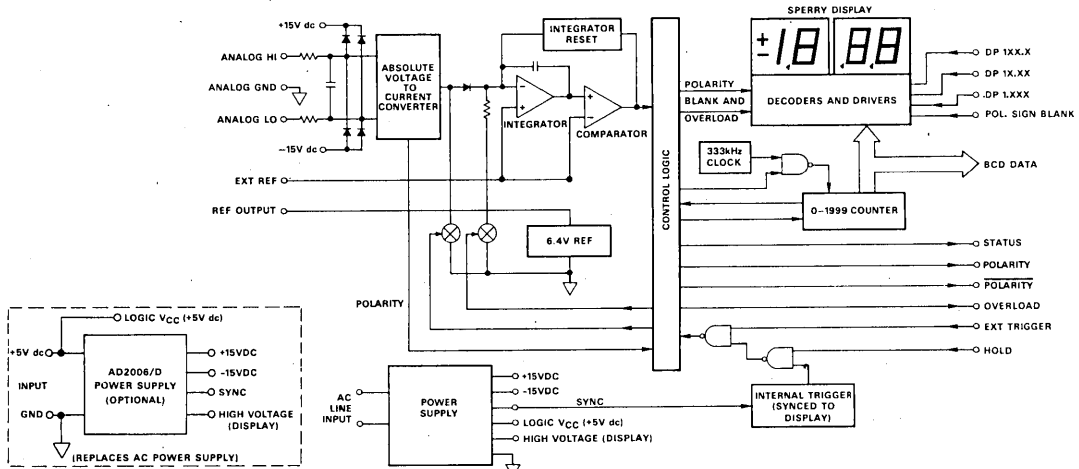 SPERRY DISPLAY
± 18 88
+15V dc
ANALOG HI
ANALOG GND
ANALOG LO
-15V dc
ABSOLUTE
VOLTAGE
TO
CURRENT
CONVERTER
INTEGRATOR
RESET
INTEGRATOR
COMPARATOR
EXT REF
REF OUTPUT
6.4V REF
POLARITY
CONTROL LOGIC
POLARITY
BLANK AND
OVERLOAD
DECODERS AND DRIVERS
DP 1XX.X
DP 1X.XX
DP 1.XXX
POL. SIGN BLANK
333kHz
CLOCK
BCD DATA
0-1999 COUNTER
STATUS
POLARITY
POLARITY
OVERLOAD
EXT TRIGGER
HOLD
INTERNAL TRIGGER
(SYNCED TO
DISPLAY)
LOGIC VCC (+5V dc)
+5V dc
INPUT
GND
AD2006/D
POWER SUPPLY
(OPTIONAL)
+15VDC
-15VDC
SYNC
HIGH VOLTAGE
(DISPLAY)
(REPLACES AC POWER SUPPLY)
AC
LINE
INPUT
POWER
SUPPLY
+15VDC
-15VDC
SYNC
LOGIC VCC (+5V dc)
HIGH VOLTAGE (DISPLAY)